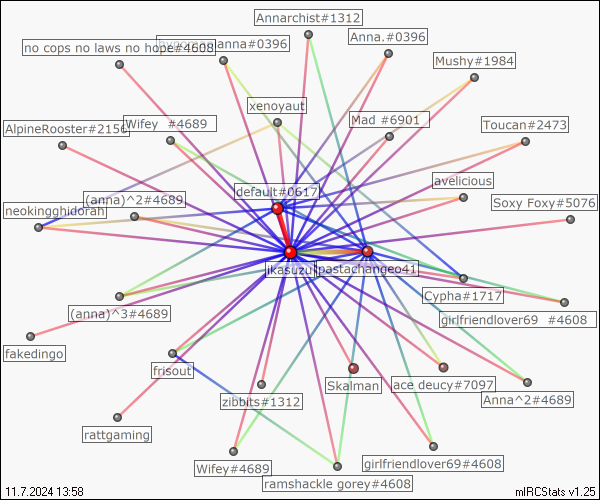 Annarchist#1312
Anna.#0396
no cops no laws no hope#4608
anna#0396
Mushy#1984
xenoyaut
AlpineRooster#2156
Wifey #4689
Mad #6901
Toucan#2473
default#0617
avelicious
(anna)^2#4689
Soxy Foxy#5076
neokingghidorah
ikasuzu
pastachangeo41
Cypha#1717
(anna)^3#4689
girlfriendlover69 #4608
fakedingo
frisout
Skalman
ace deucy#7097
zibbits#1312
Anna^2#4689
rattgaming
Wifey#4689
girlfriendlover69#4608
ramshackle gorey#4608
11.7.2024 13:58
mIRCStats v1.25